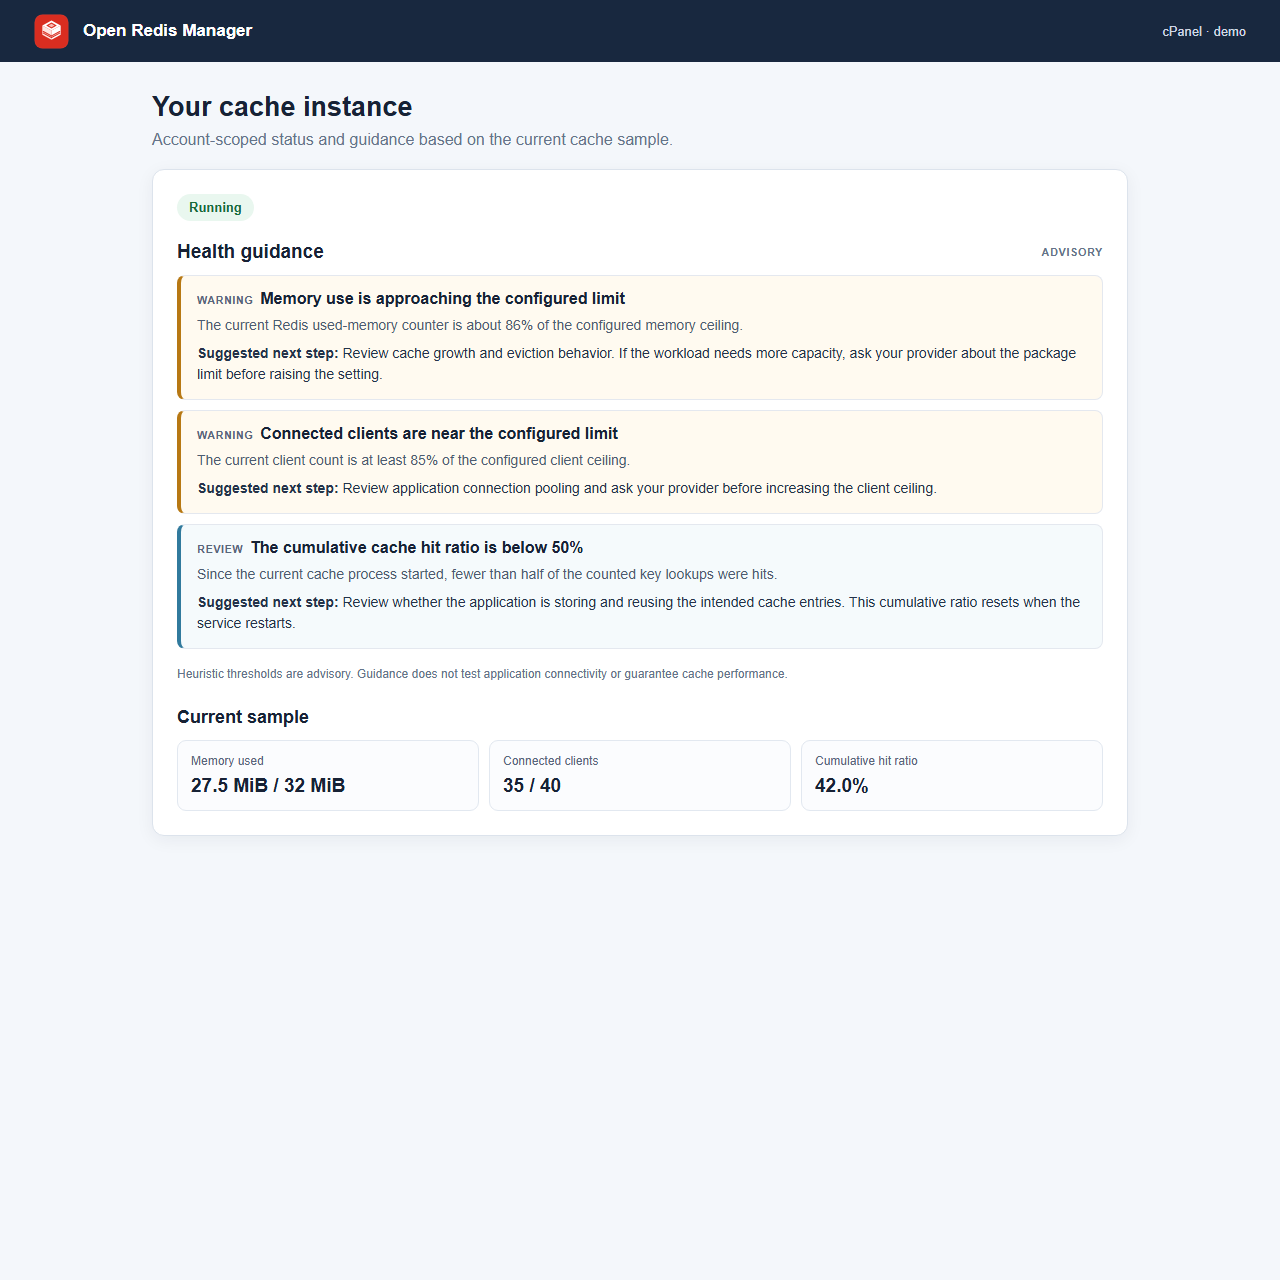 Open Redis Manager
cPanel · demo
Your cache instance
Account-scoped status and guidance based on the current cache sample.
Running
Health guidance
ADVISORY
WARNING Memory use is approaching the configured limit
The current Redis used-memory counter is about 86% of the configured memory ceiling.
Suggested next step: Review cache growth and eviction behavior. If the workload needs more capacity, ask your provider about the package
limit before raising the setting.
WARNING Connected clients are near the configured limit
The current client count is at least 85% of the configured client ceiling.
Suggested next step: Review application connection pooling and ask your provider before increasing the client ceiling.
REVIEW The cumulative cache hit ratio is below 50%
Since the current cache process started, fewer than half of the counted key lookups were hits.
Suggested next step: Review whether the application is storing and reusing the intended cache entries. This cumulative ratio resets when the
service restarts.
Heuristic thresholds are advisory. Guidance does not test application connectivity or guarantee cache performance.
Current sample
Memory used
27.5 MiB / 32 MiB
Connected clients
35 / 40
Cumulative hit ratio
42.0%